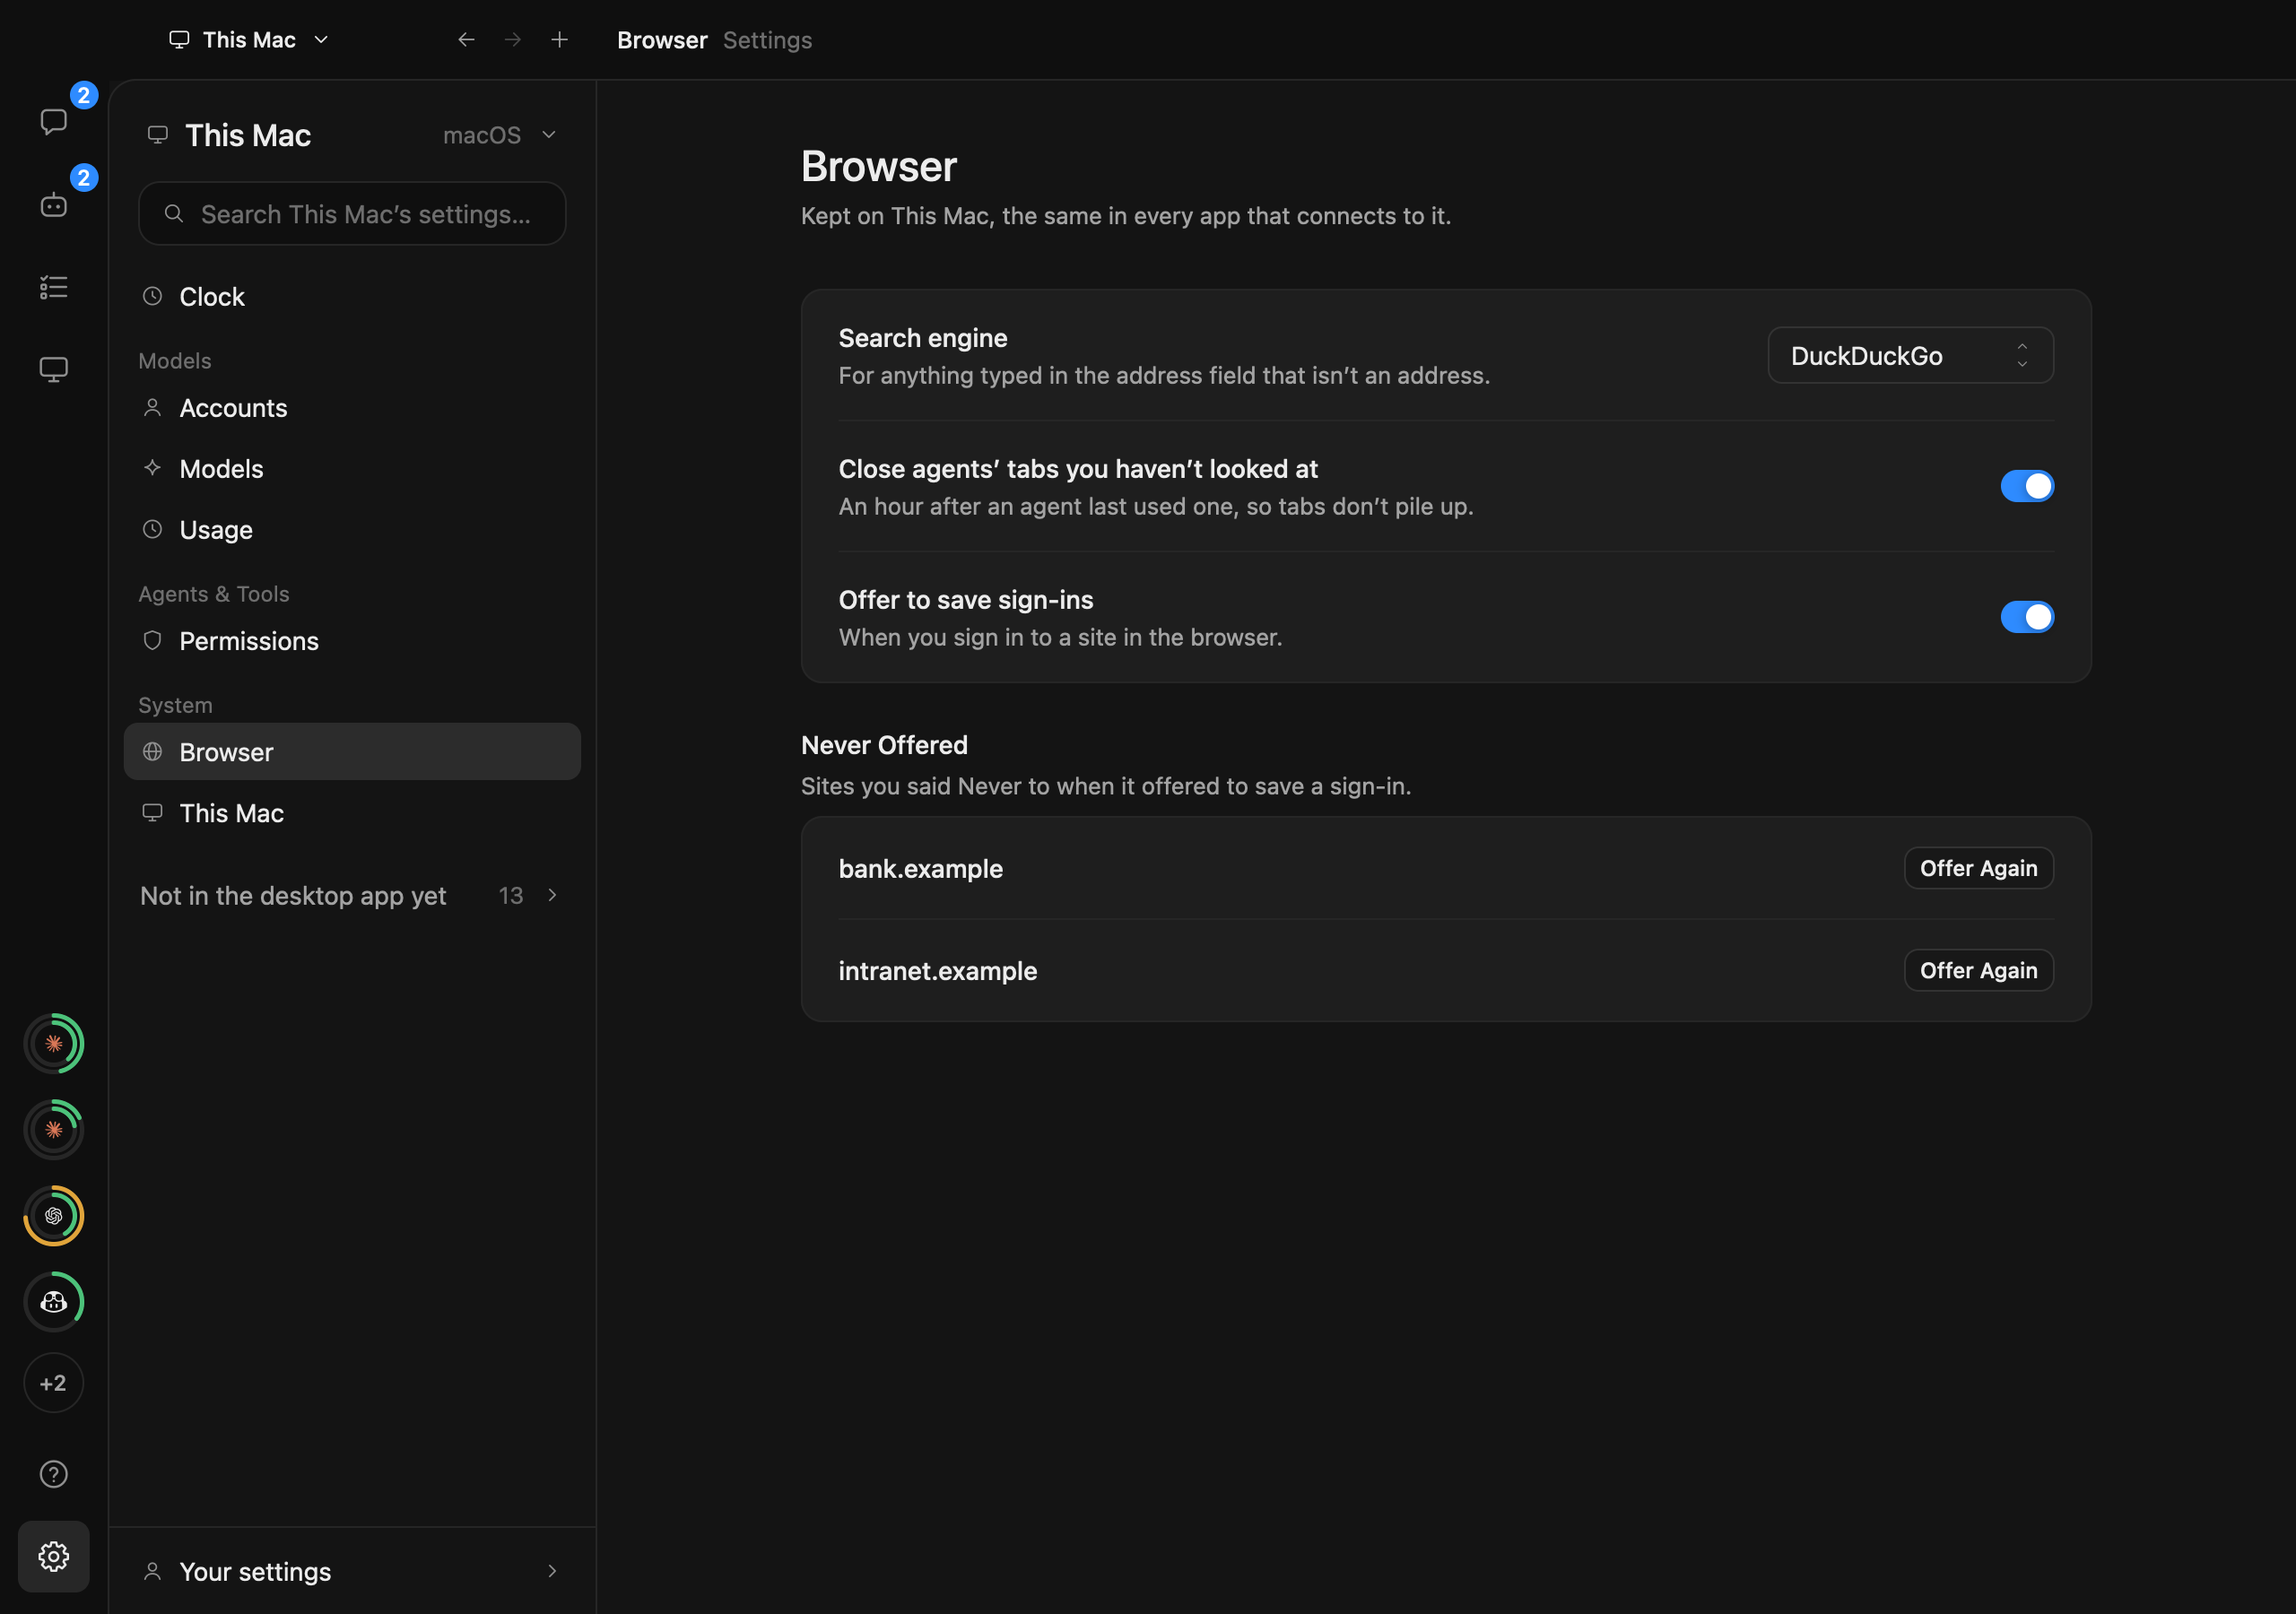 This Mac
Browser Settings
2
2
This Mac macOS
Search This Mac’s settings...
Clock
Models
Accounts
Models
Usage
Agents & Tools
Permissions
System
Browser
This Mac
Not in the desktop app yet 13
+2
Your settings
Browser
Kept on This Mac, the same in every app that connects to it.
Search engine
For anything typed in the address field that isn’t an address.
DuckDuckGo
Close agents’ tabs you haven’t looked at
An hour after an agent last used one, so tabs don’t pile up.
Offer to save sign-ins
When you sign in to a site in the browser.
Never Offered
Sites you said Never to when it offered to save a sign-in.
bank.example
Offer Again
intranet.example
Offer Again